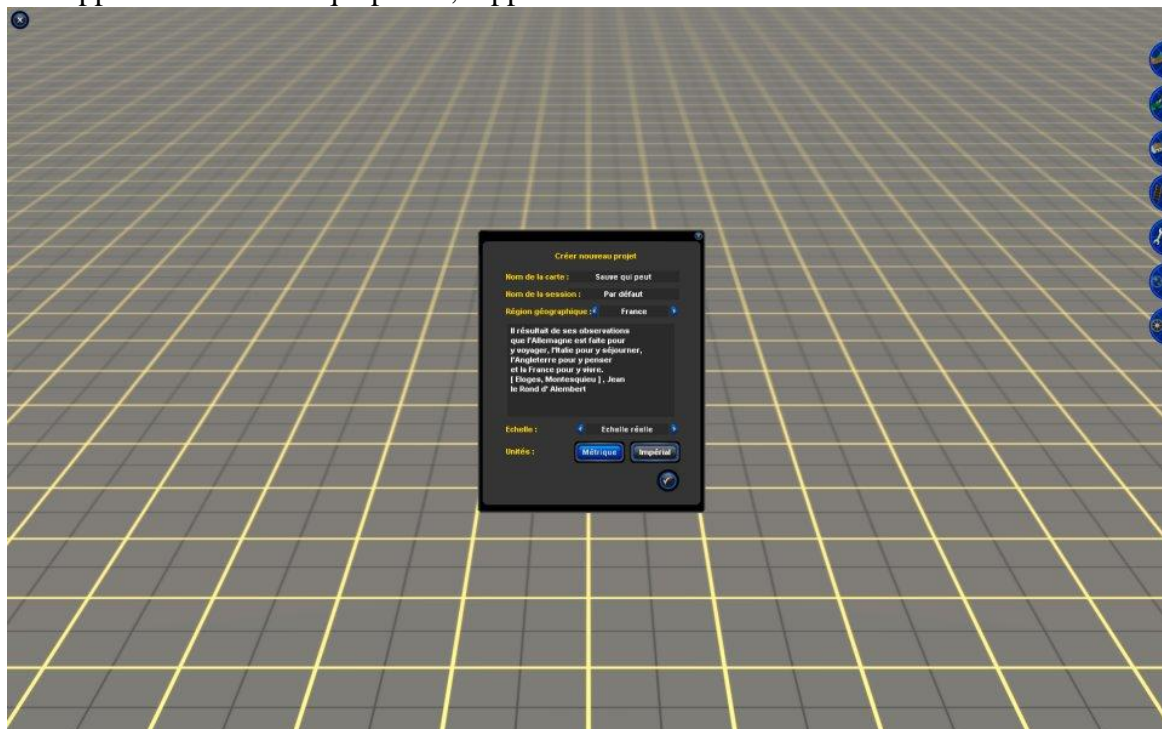 Créer nouveau projet
Nom de la carte : Sauve qui peut
Nom de la session : Par défaut
Région géographique : France
Il résultait de ses observations
que l'Allemagne est faite pour
y voyager, l'Italie pour y séjourner,
l'Angleterre pour y penser
et la France pour y vivre.
[ Eloges, Montesquieu ] , Jean
le Rond d' Alembert
Echelle : Echelle réelle
Unités : Métrique Impérial